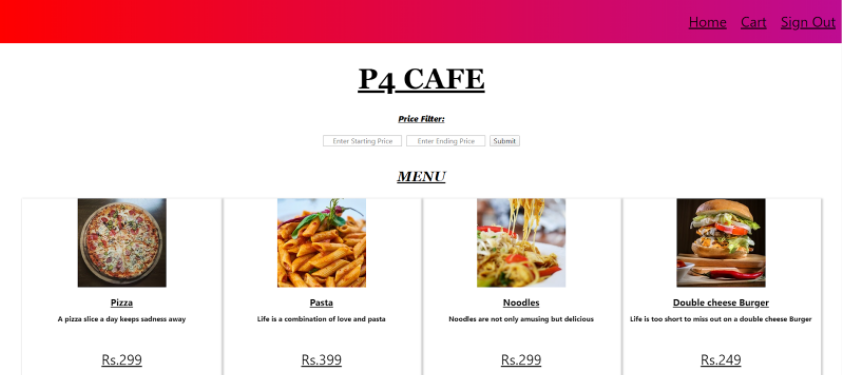 Home Cart Sign Out
P4 CAFE
Price Filter:
Enter Starting Price Enter Ending Price Submit
MENU
Pizza
A pizza slice a day keeps sadness away
Rs.299
Pasta
Life is a combination of love and pasta
Rs.399
Noodles
Noodles are not only amusing but delicious
Rs.299
Double cheese Burger
Life is too short to miss out on a double cheese Burger
Rs.249